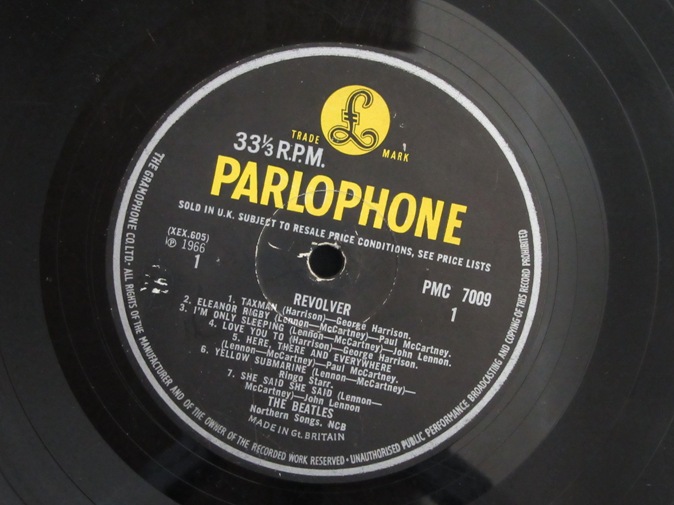 TRADE MARK
33⅓ R.P.M.
PARLOPHONE
SOLD IN U.K. SUBJECT TO RESALE PRICE CONDITIONS, SEE PRICE LISTS
(XEX.605)
℗ 1966
1
PMC 7009
1
REVOLVER
1. TAXMAN (Harrison)—George Harrison.
2. ELEANOR RIGBY (Lennon—McCartney)—Paul McCartney.
3. I'M ONLY SLEEPING (Lennon—McCartney)—John Lennon.
4. LOVE YOU TO (Harrison)—George Harrison.
5. HERE, THERE AND EVERYWHERE
(Lennon—McCartney)—Paul McCartney.
6. YELLOW SUBMARINE (Lennon—McCartney)—
Ringo Starr.
7. SHE SAID SHE SAID (Lennon—
McCartney)—John Lennon
THE BEATLES
Northern Songs, NCB
MADE IN Gt. BRITAIN
THE GRAMOPHONE CO. LTD. · ALL RIGHTS OF THE MANUFACTURER AND OF THE OWNER OF THE RECORDED WORK RESERVED · UNAUTHORISED PUBLIC PERFORMANCE BROADCASTING AND COPYING OF THIS RECORD PROHIBITED